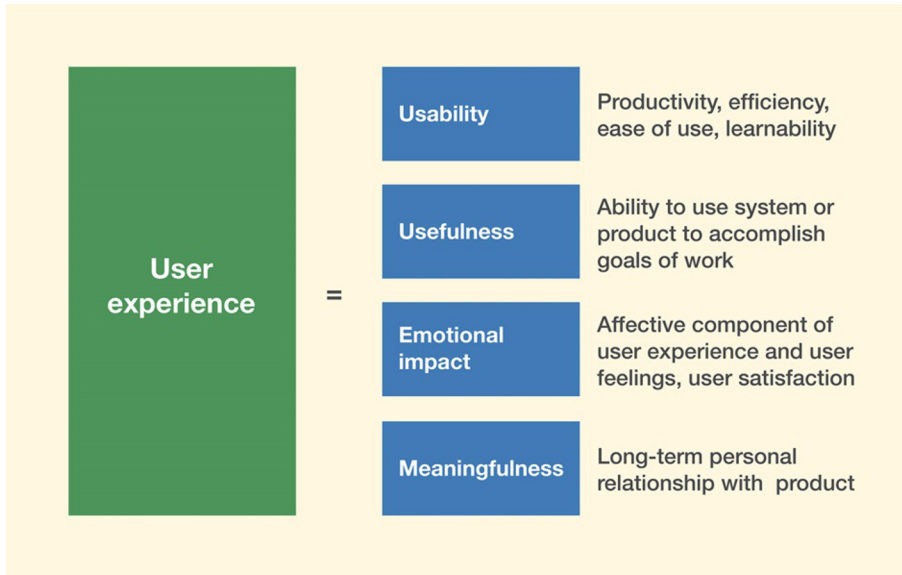 User
experience
=
Usability
Productivity, efficiency,
ease of use, learnability
Usefulness
Ability to use system or
product to accomplish
goals of work
Emotional
impact
Affective component of
user experience and user
feelings, user satisfaction
Meaningfulness
Long-term personal
relationship with  product